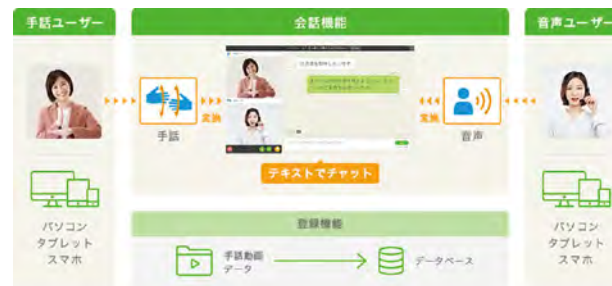 手話ユーザー
会話機能
音声ユーザー
手話
変換
変換
音声
テキストでチャット
パソコン
タブレット
スマホ
登録機能
手話動画
データ
データベース
パソコン
タブレット
スマホ